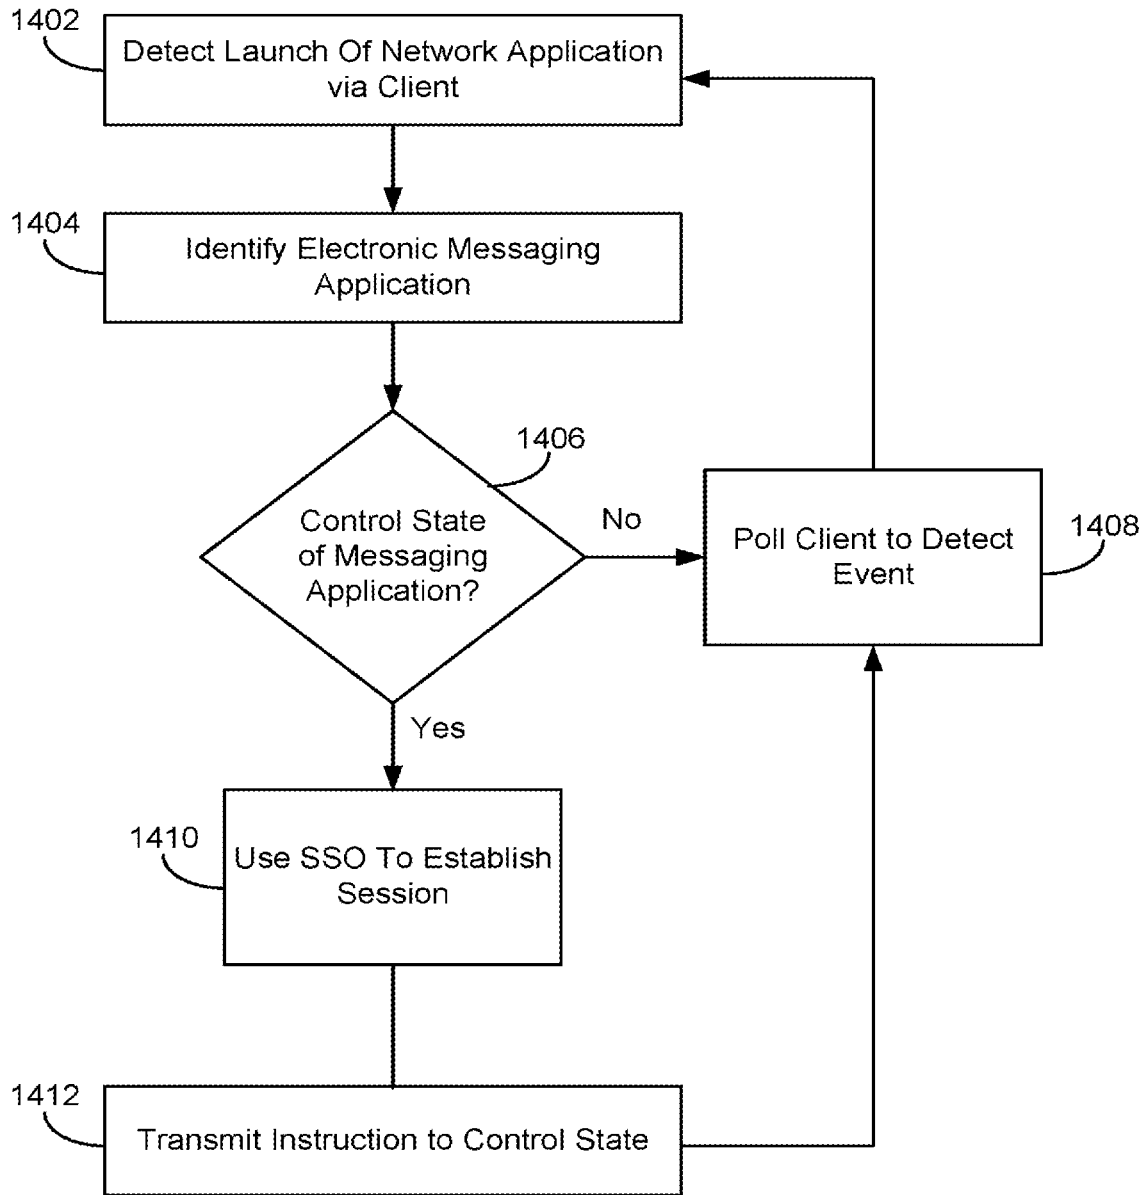 1402
Detect Launch Of Network Application
via Client
1404
Identify Electronic Messaging
Application
1406
Control State
of Messaging
Application?
No
Poll Client to Detect
Event
1408
Yes
1410
Use SSO To Establish
Session
1412
Transmit Instruction to Control State